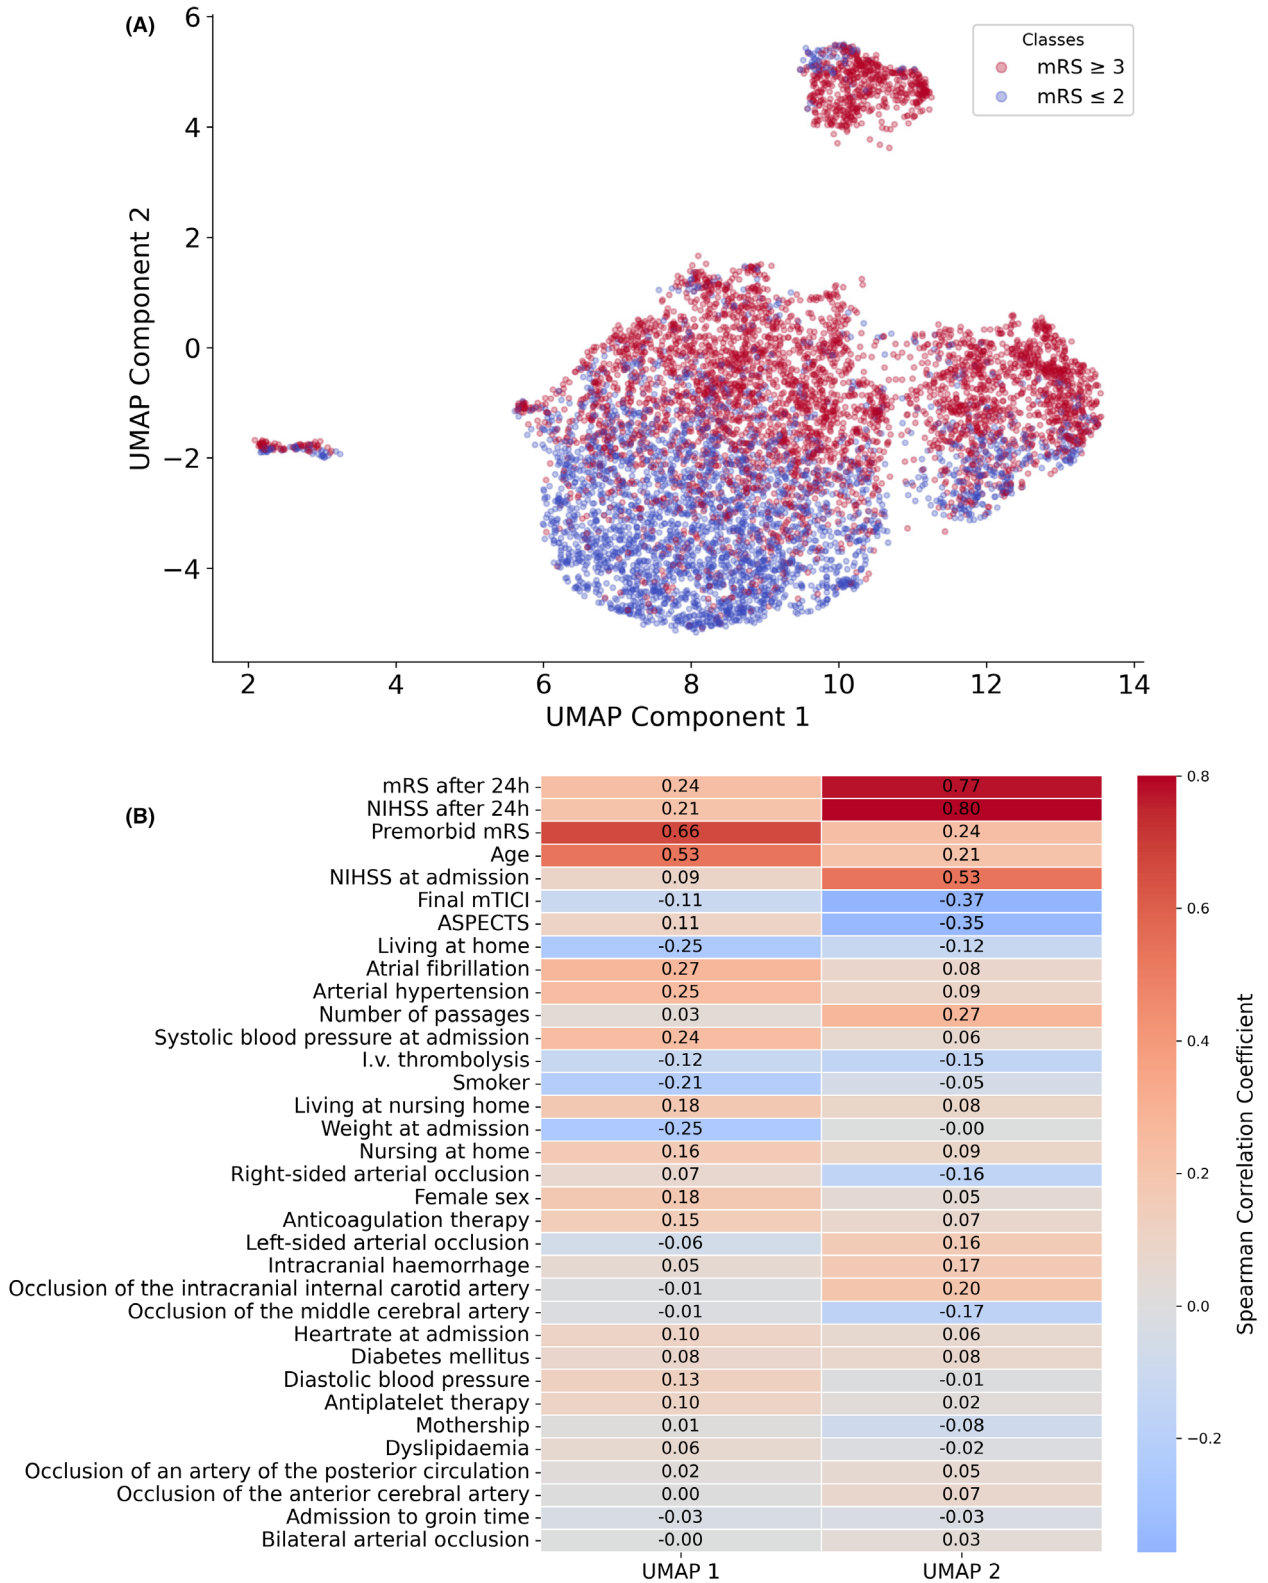 (A)
6
4
2
0
−2
−4
UMAP Component 2
Classes
mRS ≥ 3
mRS ≤ 2
2 4 6 8 10 12 14
UMAP Component 1
(B)
mRS after 24h 0.24 0.77
NIHSS after 24h 0.21 0.80
Premorbid mRS 0.66 0.24
Age 0.53 0.21
NIHSS at admission 0.09 0.53
Final mTICI -0.11 -0.37
ASPECTS 0.11 -0.35
Living at home -0.25 -0.12
Atrial fibrillation 0.27 0.08
Arterial hypertension 0.25 0.09
Number of passages 0.03 0.27
Systolic blood pressure at admission 0.24 0.06
I.v. thrombolysis -0.12 -0.15
Smoker -0.21 -0.05
Living at nursing home 0.18 0.08
Weight at admission -0.25 -0.00
Nursing at home 0.16 0.09
Right-sided arterial occlusion 0.07 -0.16
Female sex 0.18 0.05
Anticoagulation therapy 0.15 0.07
Left-sided arterial occlusion -0.06 0.16
Intracranial haemorrhage 0.05 0.17
Occlusion of the intracranial internal carotid artery -0.01 0.20
Occlusion of the middle cerebral artery -0.01 -0.17
Heartrate at admission 0.10 0.06
Diabetes mellitus 0.08 0.08
Diastolic blood pressure 0.13 -0.01
Antiplatelet therapy 0.10 0.02
Mothership 0.01 -0.08
Dyslipidaemia 0.06 -0.02
Occlusion of an artery of the posterior circulation 0.02 0.05
Occlusion of the anterior cerebral artery 0.00 0.07
Admission to groin time -0.03 -0.03
Bilateral arterial occlusion -0.00 0.03
UMAP 1 UMAP 2
0.8
0.6
0.4
0.2
0.0
−0.2
Spearman Correlation Coefficient